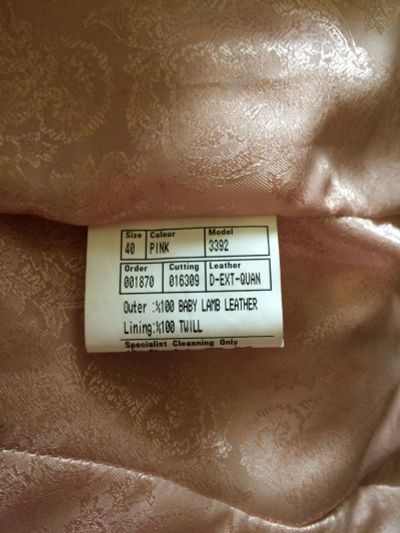 Size Colour Model
40 PINK 3392
Order Cutting Leather
001870 016309 D-EXT-QUAN
Outer :%100 BABY LAMB LEATHER
Lining:%100 TWILL
Specialist Cleanning Only